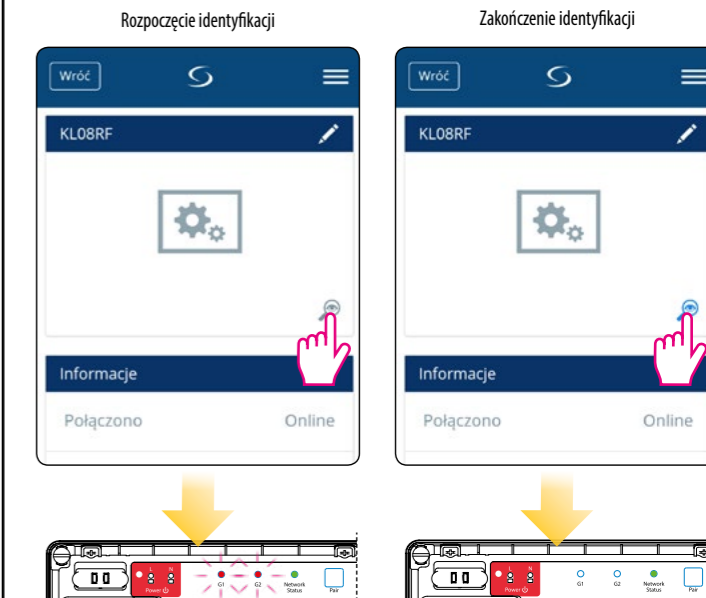 Rozpoczęcie identyfikacji
Wróć
KL08RF
Informacje
Połączono Online
L N
Power
G1 G2 Network Status Pair
Zakończenie identyfikacji
Wróć
KL08RF
Informacje
Połączono Online
L N
Power
G1 G2 Network Status Pair